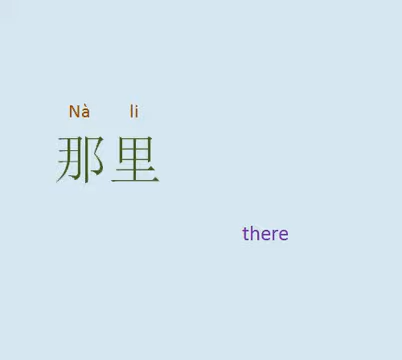 Nà li
那里
there